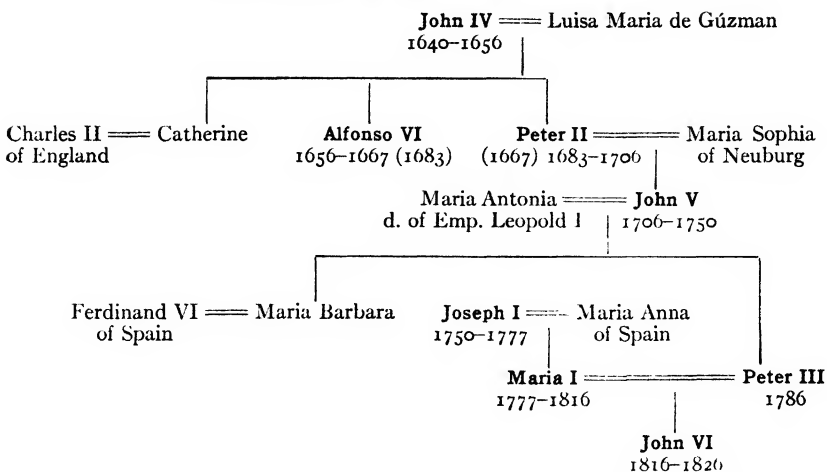 John IV Luisa Maria de Gúzman
1640–1656
Charles II Catherine Alfonso VI Peter II Maria Sophia
of England 1656–1667 (1683) (1667) 1683–1706 of Neuburg
Maria Antonia John V
d. of Emp. Leopold I 1706–1750
Ferdinand VI Maria Barbara Joseph I Maria Anna
of Spain 1750–1777 of Spain
Maria I Peter III
1777–1816 1786
John VI
1816–1826